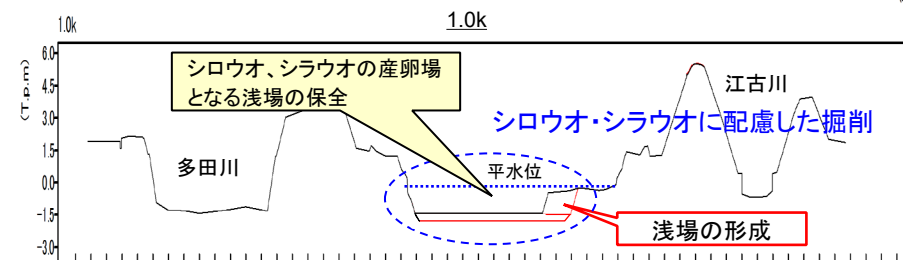 1.0k
1.0k
(T.p.m)
6.0
4.5
3.0
1.5
0.0
-1.5
-3.0
シロウオ、シラウオの産卵場
となる浅場の保全
江古川
シロウオ・シラウオに配慮した掘削
多田川
平水位
浅場の形成